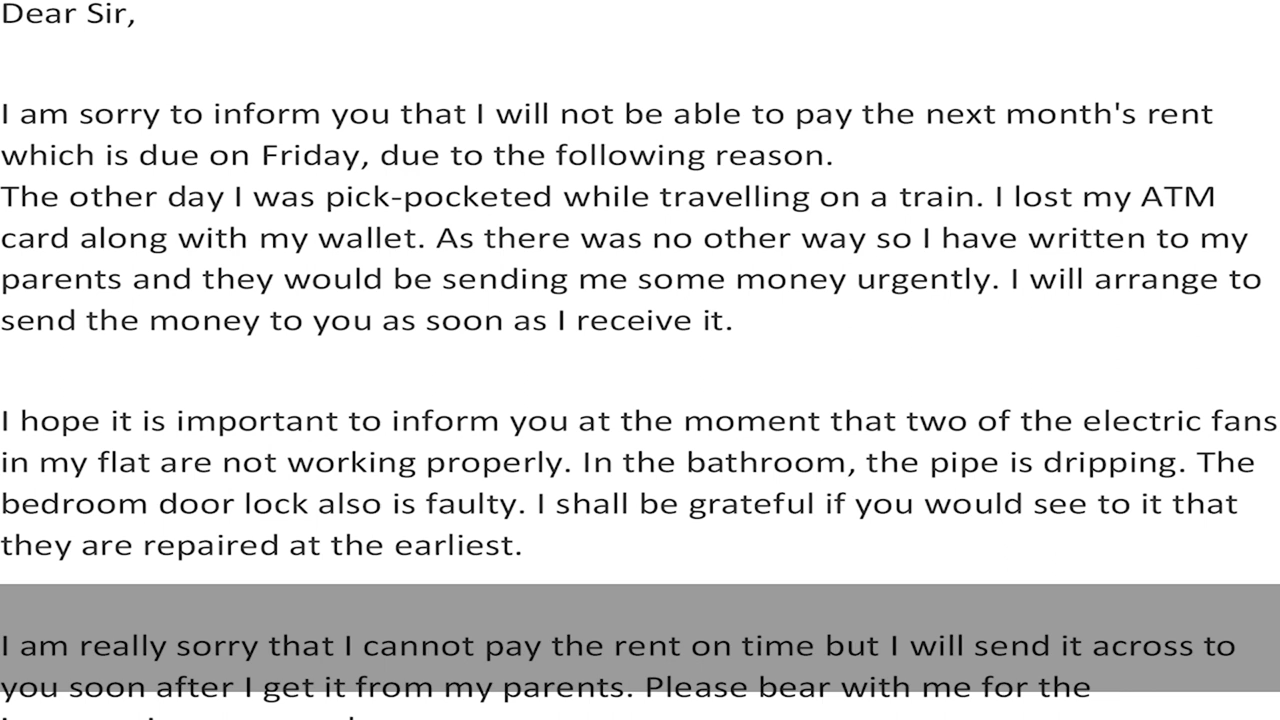 Dear Sir,
I am sorry to inform you that I will not be able to pay the next month's rent
which is due on Friday, due to the following reason.
The other day I was pick-pocketed while travelling on a train. I lost my ATM
card along with my wallet. As there was no other way so I have written to my
parents and they would be sending me some money urgently. I will arrange to
send the money to you as soon as I receive it.
I hope it is important to inform you at the moment that two of the electric fans
in my flat are not working properly. In the bathroom, the pipe is dripping. The
bedroom door lock also is faulty. I shall be grateful if you would see to it that
they are repaired at the earliest.
I am really sorry that I cannot pay the rent on time but I will send it across to
you soon after I get it from my parents. Please bear with me for the